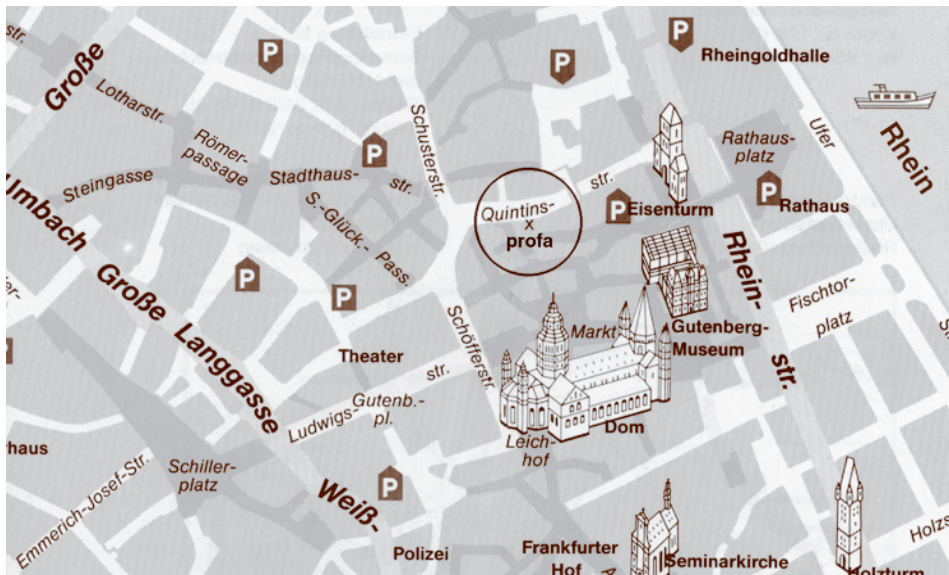 str.
Große
Lotharstr.
Römer-
passage
Steingasse
Stadthaus-
str.
S.-Glück.- Pass.
Schusterstr.
P
P
P
P
P
P
P
P
P
Rheingoldhalle
Rathaus-
platz
Ufer
Rhein
Quintins-
str.
x
profa
Eisenturm
Rathaus
Umbach
Große Langgasse
Rhein-
str.
Fischtor-
platz
Markt
Gutenberg-
Museum
Schöfferstr.
Theater
Ludwigs-
str.
Gutenb.-
pl.
Dom
Leich-
hof
er-
rhaus
Schiller-
platz
Emmerich-Josef-Str.
Weiß-
Polizei
Frankfurter
Hof
Seminarkirche
Holzturm
Holzs